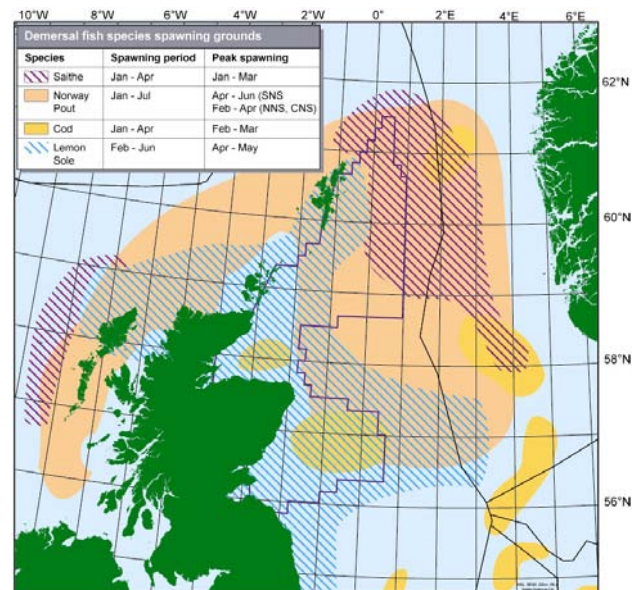 10°W 8°W 6°W 4°W 2°W 0° 2°E 4°E 6°E
Demersal fish species spawning grounds
Species Spawning period Peak spawning
Saithe Jan - Apr Jan - Mar
Norway Jan - Jul Apr - Jun (SNS
Pout Feb - Apr (NNS, CNS)
Cod Jan - Apr Feb - Mar
Lemon Feb - Jun Apr - May
Sole
62°N
60°N
58°N
56°N